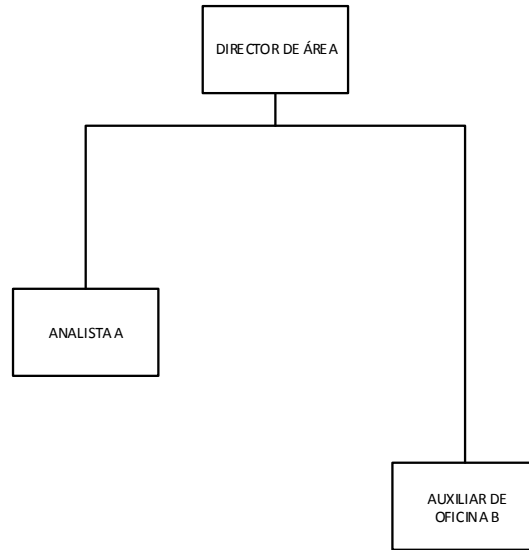 DIRECTOR DE ÁREA
ANALISTA A
AUXILIAR DE
OFICINA B